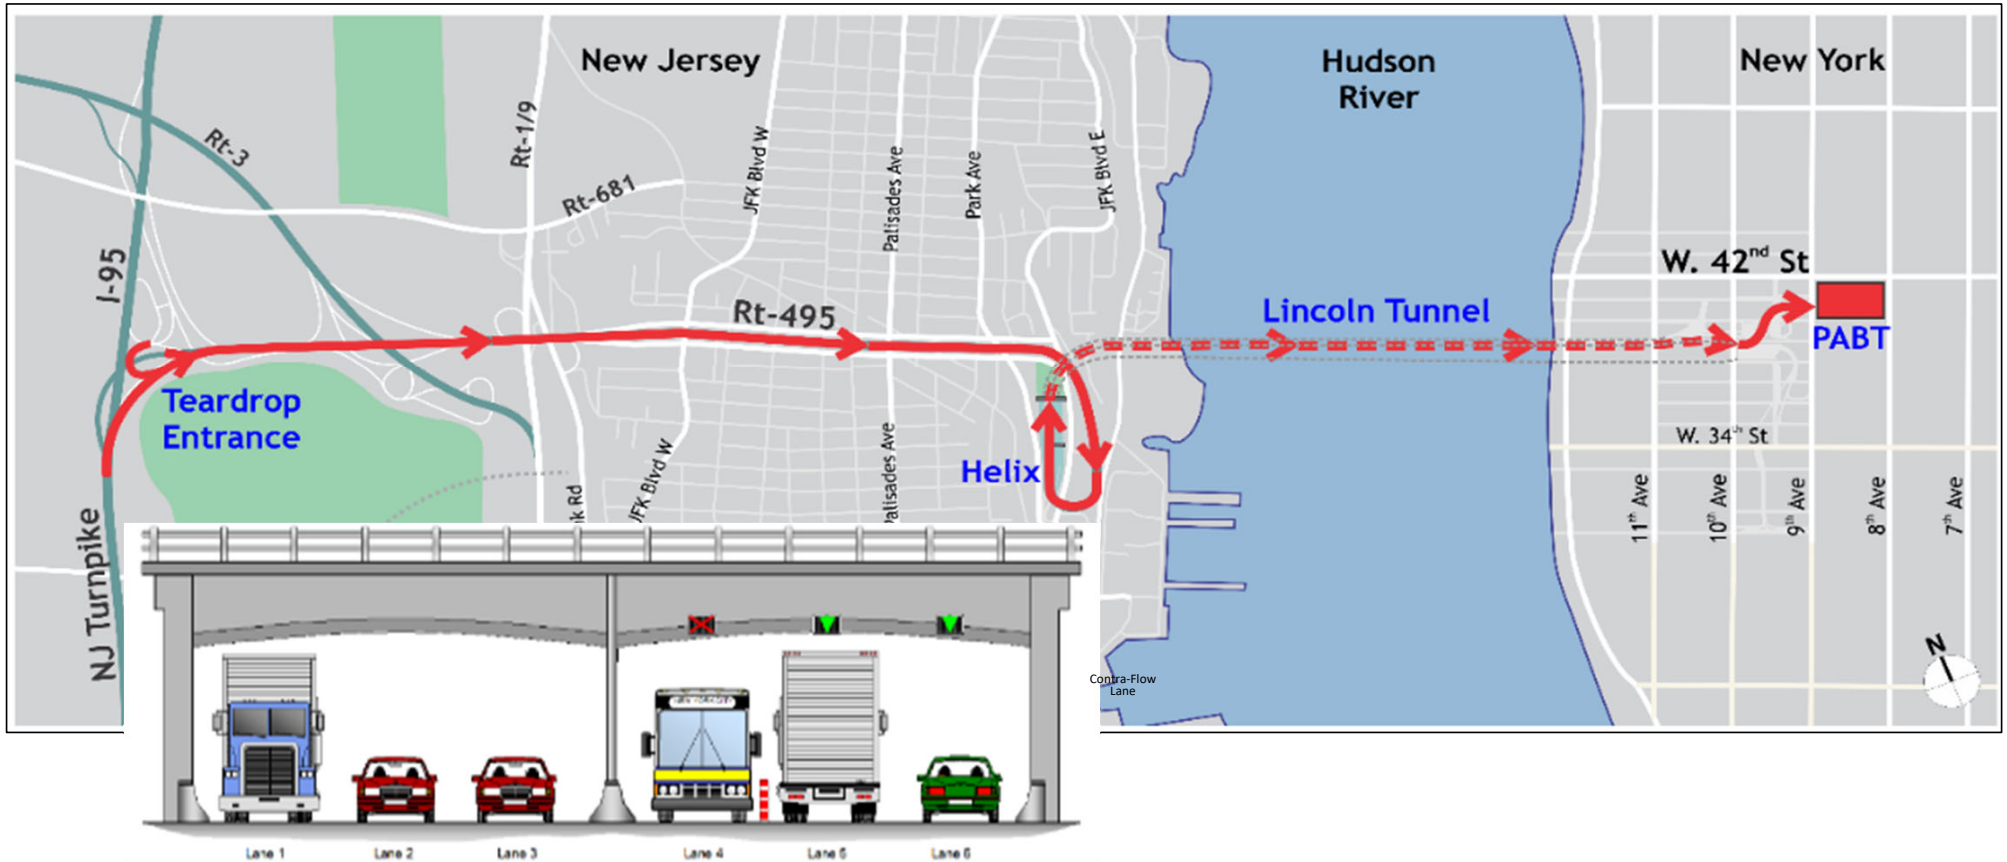 New Jersey
Hudson
River
New York
Rt-3
Rt-1/9
Rt-681
JFK Blvd W
Palisades Ave
Park Ave
JFK Blvd E
I-95
W. 42nd St
Rt-495
Lincoln Tunnel
PABT
Teardrop
Entrance
Helix
W. 34th St
JFK Blvd W
Palisades Ave
k Rd
11th Ave
10th Ave
9th Ave
8th Ave
7th Ave
NJ Turnpike
N
Contra-Flow
Lane
Lane 1
Lane 2
Lane 3
Lane 4
Lane 5
Lane 6